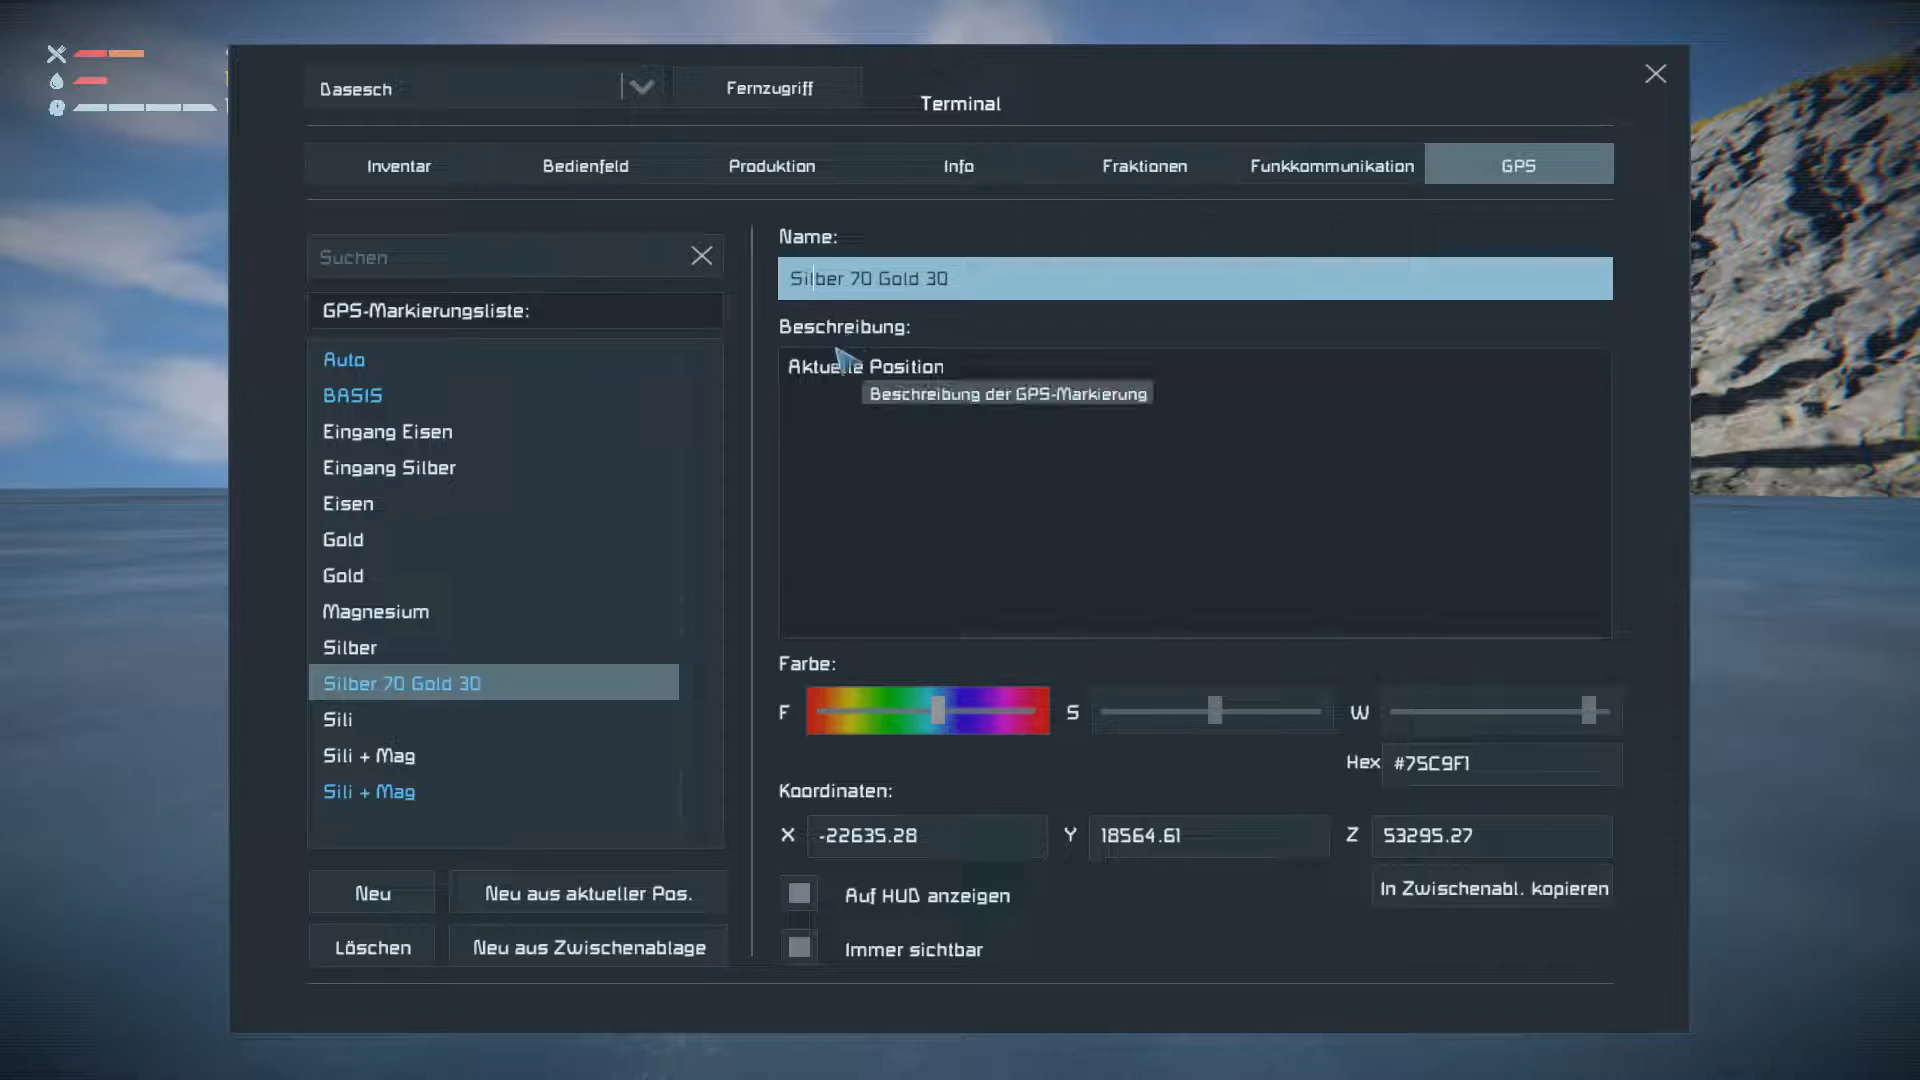 Dasesch
Fernzugriff
Terminal
Inventar
Bedienfeld
Produktion
Info
Fraktionen
Funkkommunikation
GPS
Suchen
GPS-Markierungsliste:
Auto
BASIS
Eingang Eisen
Eingang Silber
Eisen
Gold
Gold
Magnesium
Silber
Silber 70 Gold 30
Sili
Sili + Mag
Sili + Mag
Neu
Neu aus aktueller Pos.
Löschen
Neu aus Zwischenablage
Name:
Silber 70 Gold 30
Beschreibung:
Aktuelle Position
Beschreibung der GPS-Markierung
Farbe:
F
S
W
Hex #75C9F1
Koordinaten:
X -22635.28
Y 18564.61
Z 53295.27
In Zwischenabl. kopieren
Auf HUD anzeigen
Immer sichtbar